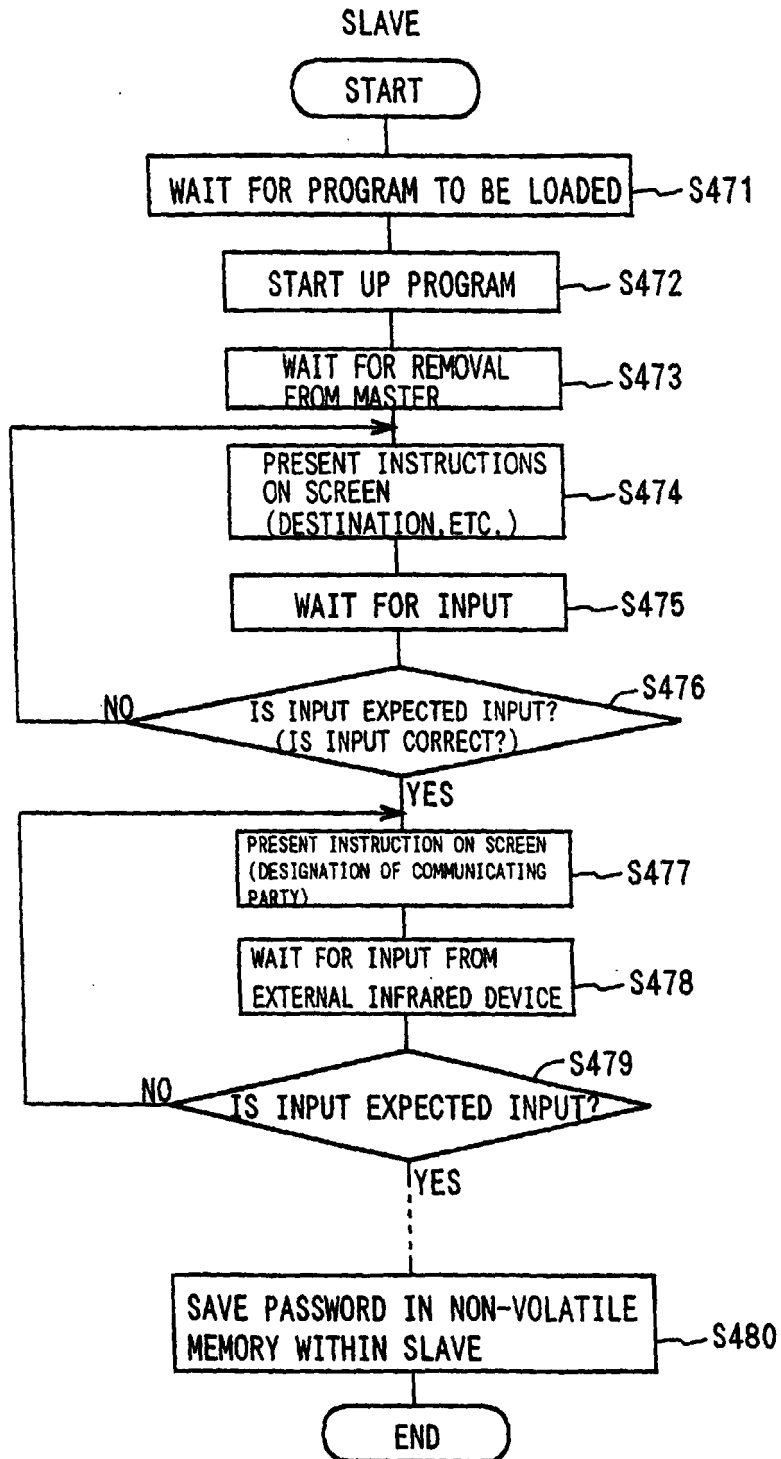 SLAVE
START
WAIT FOR PROGRAM TO BE LOADED
S471
START UP PROGRAM
S472
WAIT FOR REMOVAL
FROM MASTER
S473
PRESENT INSTRUCTIONS
ON SCREEN
(DESTINATION,ETC.)
S474
WAIT FOR INPUT
S475
S476
NO
IS INPUT EXPECTED INPUT?
(IS INPUT CORRECT?)
YES
PRESENT INSTRUCTION ON SCREEN
(DESIGNATION OF COMMUNICATING
PARTY)
S477
WAIT FOR INPUT FROM
EXTERNAL INFRARED DEVICE
S478
S479
NO
IS INPUT EXPECTED INPUT?
YES
SAVE PASSWORD IN NON-VOLATILE
MEMORY WITHIN SLAVE
S480
END